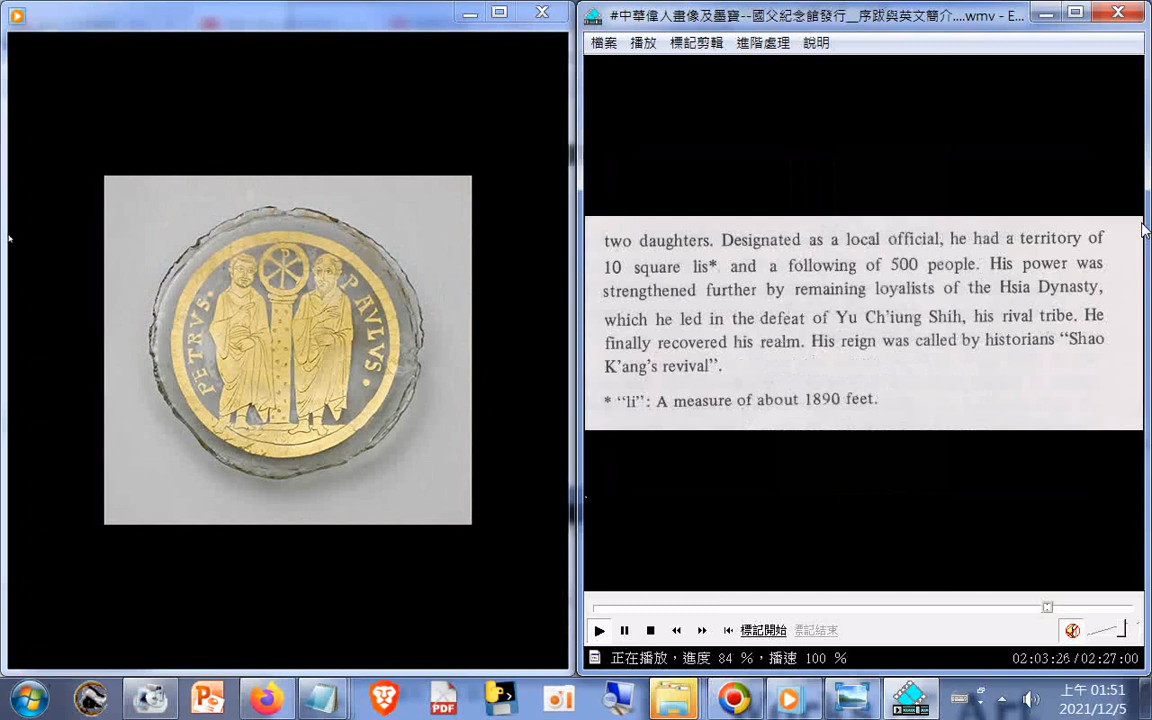 #中華偉人畫像及墨寶--國父紀念館發行__序跋與英文簡介....wmv - E...
檔案 播放 標記剪輯 進階處理 說明
PETRVS.
PAVLVS.
two daughters. Designated as a local official, he had a territory of
10 square lis* and a following of 500 people. His power was
strengthened further by remaining loyalists of the Hsia Dynasty,
which he led in the defeat of Yu Ch'iung Shih, his rival tribe. He
finally recovered his realm. His reign was called by historians “Shao
K'ang's revival”.
* “li”: A measure of about 1890 feet.
標記開始 標記結束
正在播放，進度 84 %，播速 100 %
02:03:26 / 02:27:00
PDF
上午 01:51
2021/12/5